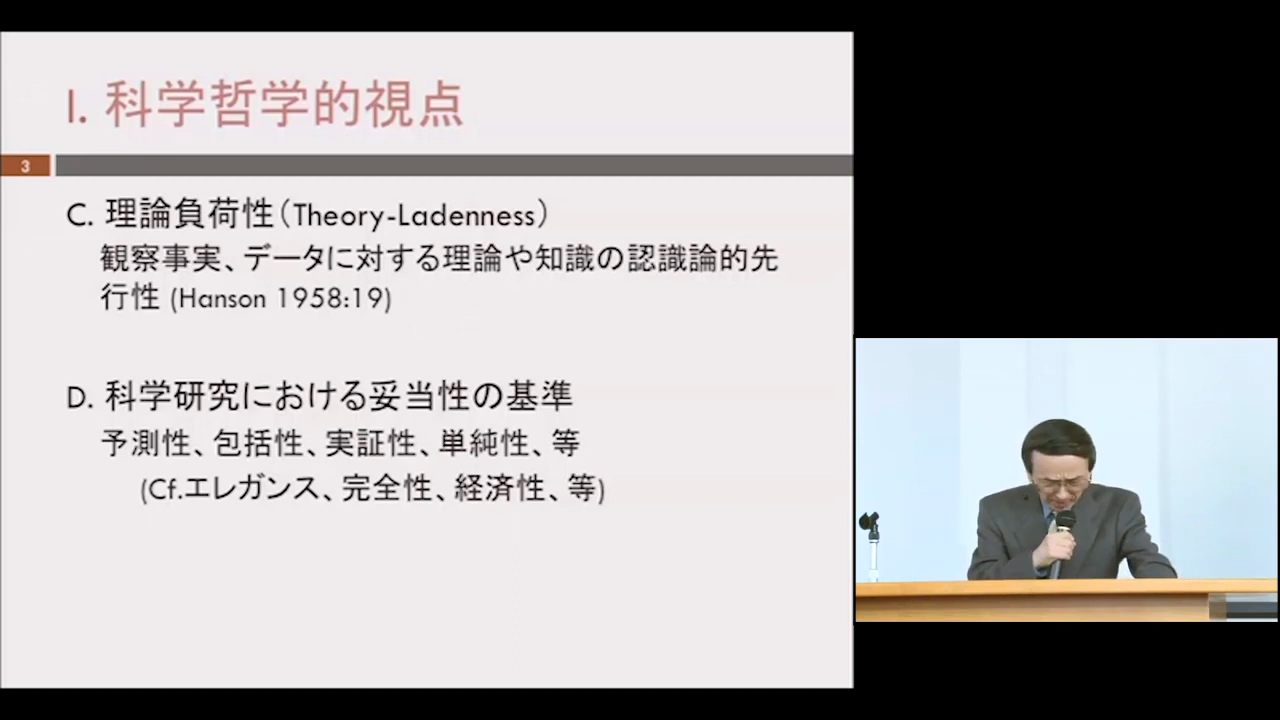 I. 科学哲学的視点
3
C. 理論負荷性(Theory-Ladenness)
観察事実、データに対する理論や知識の認識論的先
行性 (Hanson 1958:19)
D. 科学研究における妥当性の基準
予測性、包括性、実証性、単純性、等
(Cf.エレガンス、完全性、経済性、等)